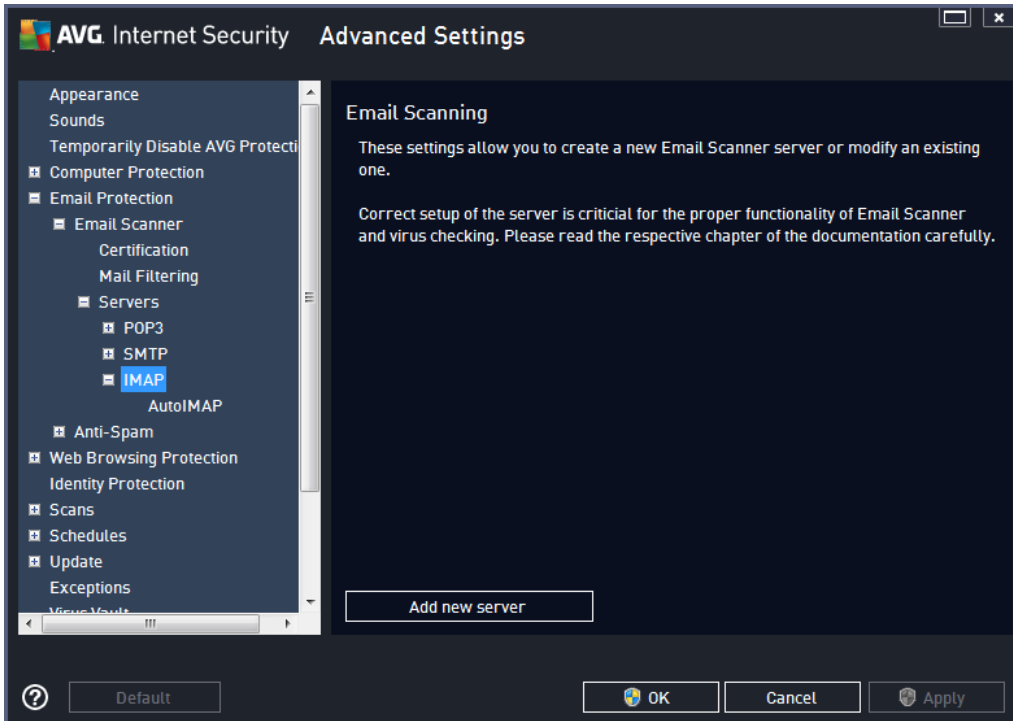 AVG. Internet Security Advanced Settings
Appearance
Sounds
Temporarily Disable AVG Protecti
Computer Protection
Email Protection
Email Scanner
Certification
Mail Filtering
Servers
POP3
SMTP
IMAP
AutoIMAP
Anti-Spam
Web Browsing Protection
Identity Protection
Scans
Schedules
Update
Exceptions
Virus Vault
Email Scanning
These settings allow you to create a new Email Scanner server or modify an existing
one.
Correct setup of the server is criticial for the proper functionality of Email Scanner
and virus checking. Please read the respective chapter of the documentation carefully.
Add new server
Default
OK
Cancel
Apply